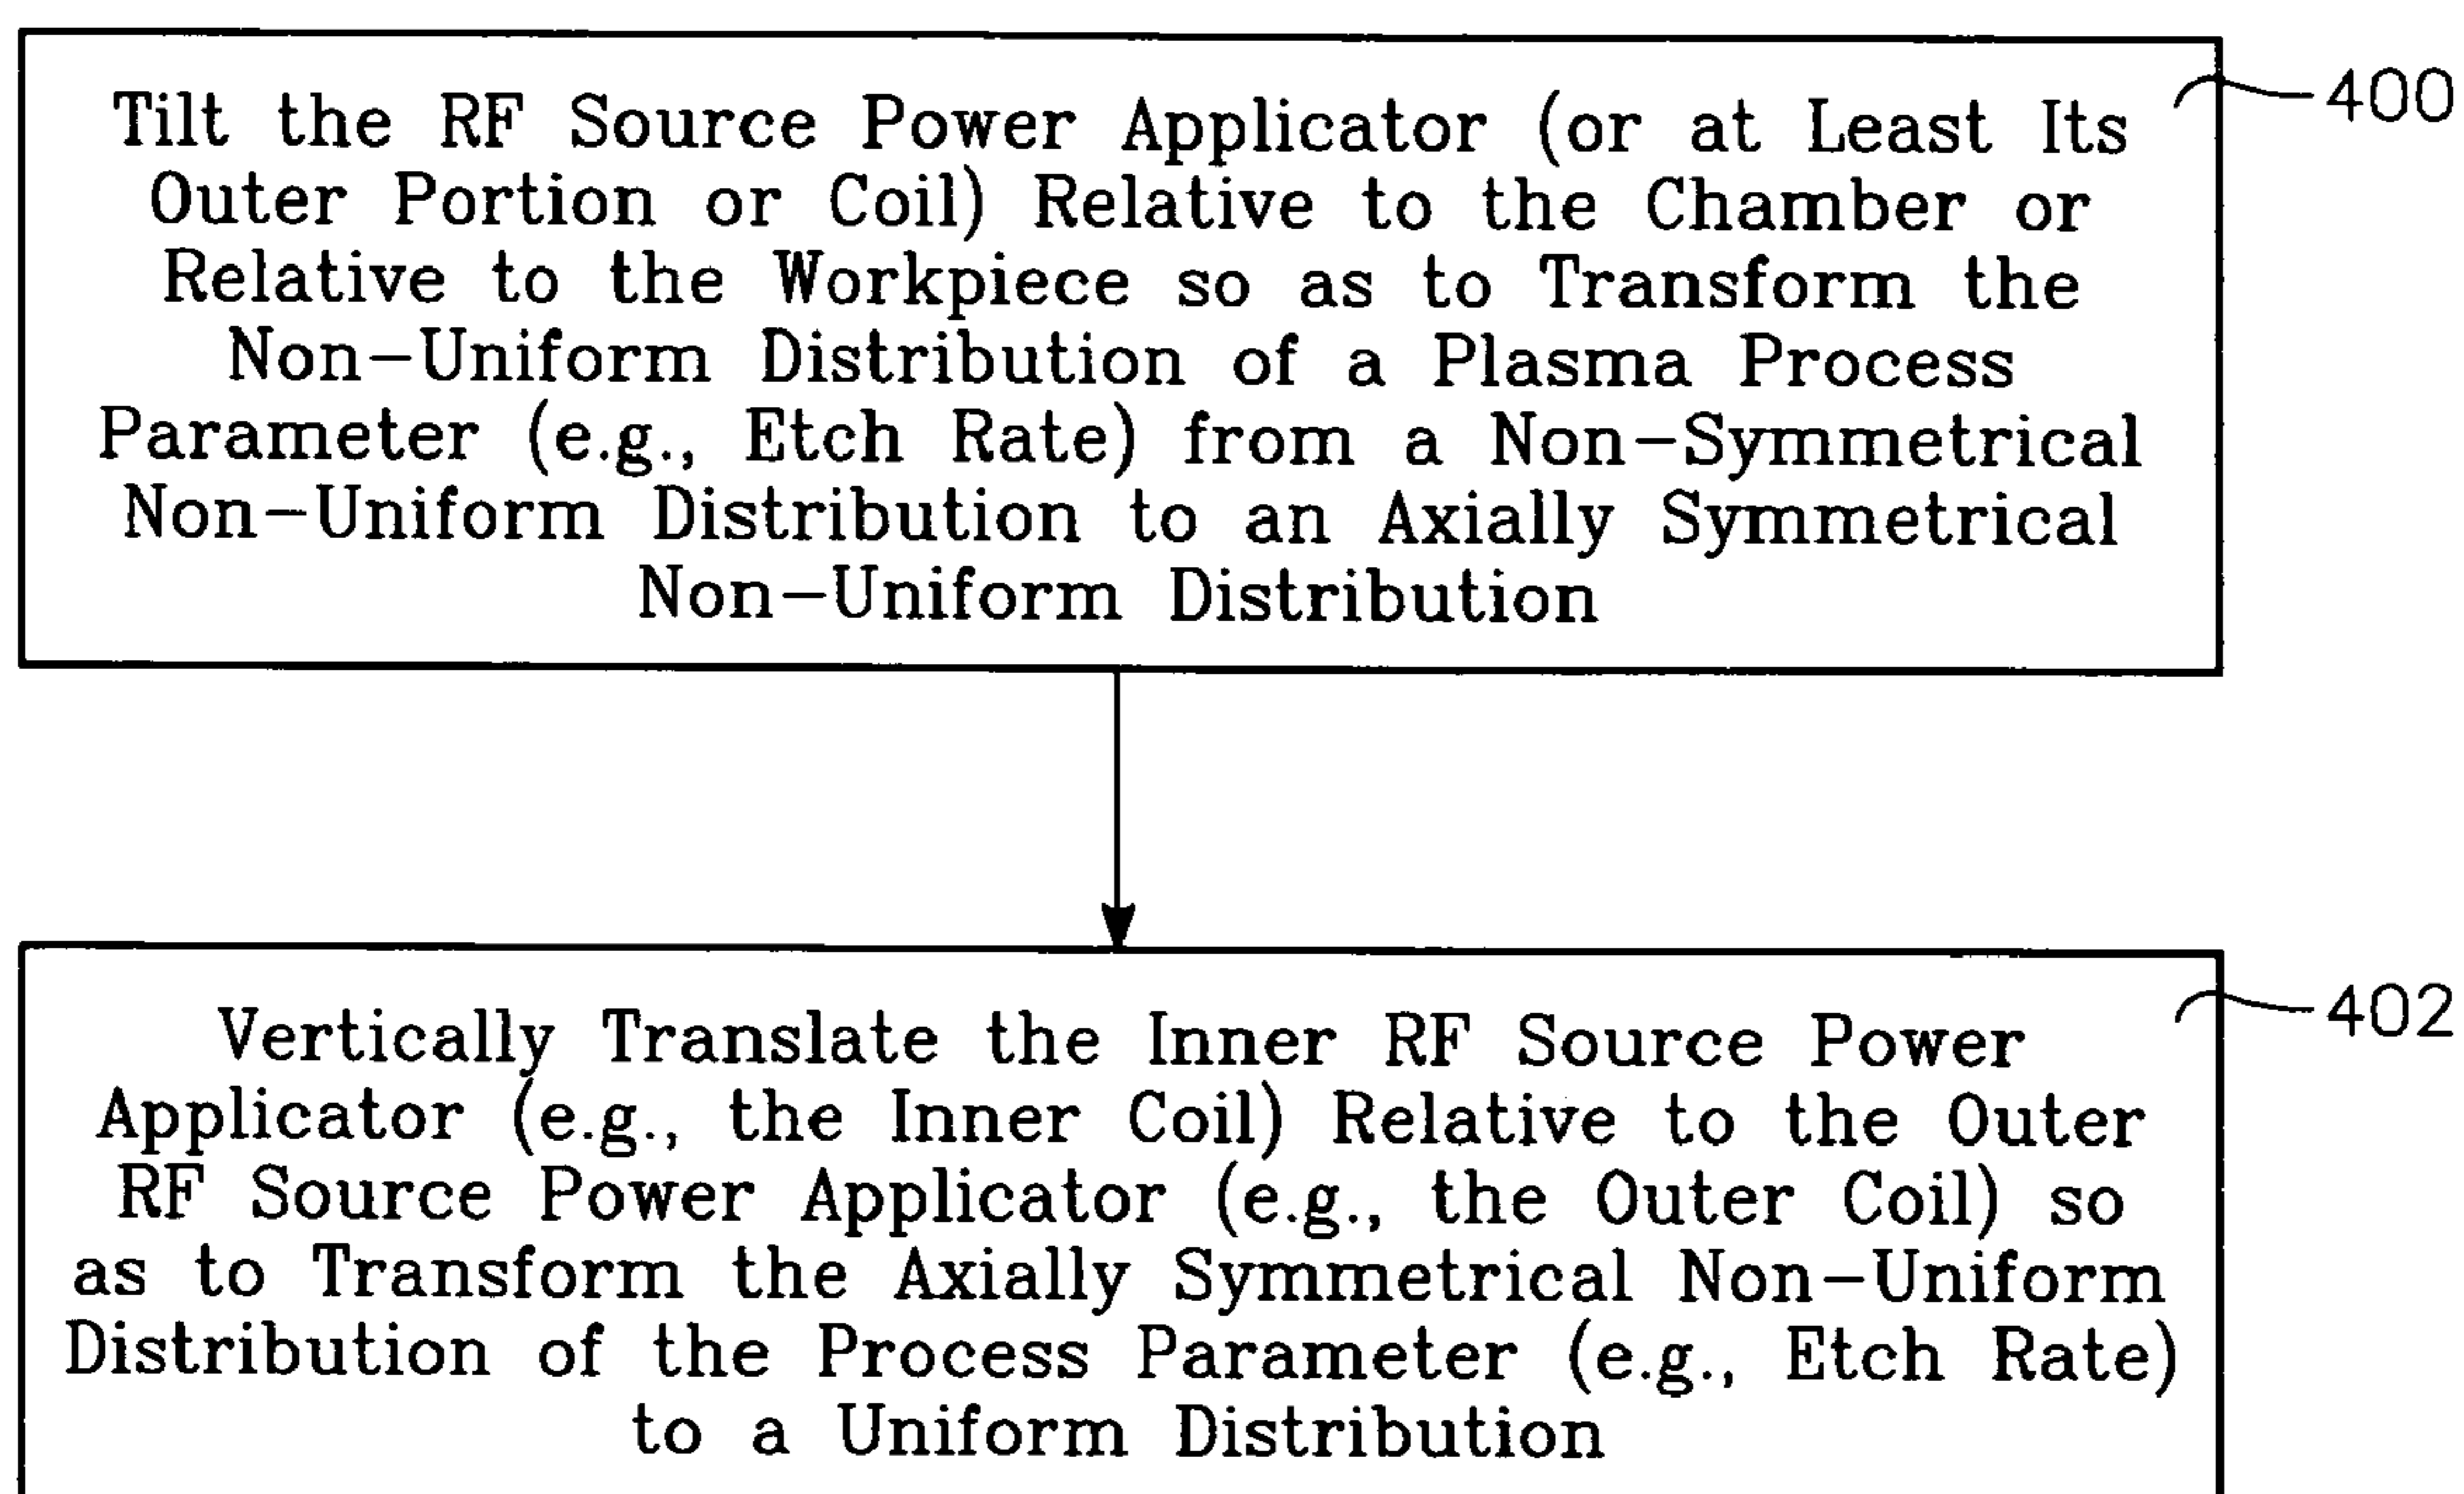 Tilt the RF Source Power Applicator (or at Least Its
400
Outer Portion or Coil) Relative to the Chamber or
Relative to the Workpiece so as to Transform the
Non-Uniform Distribution of a Plasma Process
Parameter (e.g., Etch Rate) from a Non-Symmetrical
Non-Uniform Distribution to an Axially Symmetrical
Non-Uniform Distribution
Vertically Translate the Inner RF Source Power
402
Applicator (e.g., the Inner Coil) Relative to the Outer
RF Source Power Applicator (e.g., the Outer Coil) so
as to Transform the Axially Symmetrical Non-Uniform
Distribution of the Process Parameter (e.g., Etch Rate)
to a Uniform Distribution